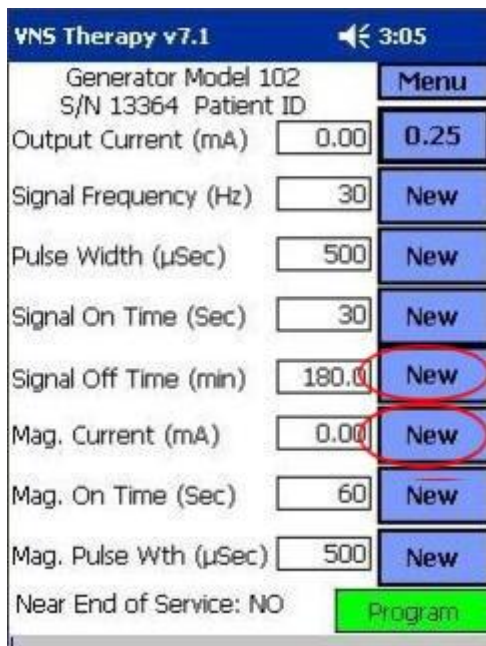 VNS Therapy v7.1 3:05
Generator Model 102 Menu
S/N 13364 Patient ID
Output Current (mA) 0.00 0.25
Signal Frequency (Hz) 30 New
Pulse Width (µSec) 500 New
Signal On Time (Sec) 30 New
Signal Off Time (min) 180.0 New
Mag. Current (mA) 0.00 New
Mag. On Time (Sec) 60 New
Mag. Pulse Wth (µSec) 500 New
Near End of Service: NO Program